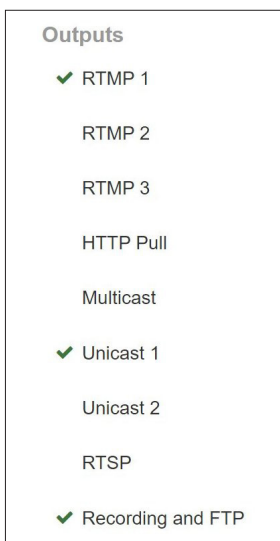 Outputs
RTMP 1
RTMP 2
RTMP 3
HTTP Pull
Multicast
Unicast 1
Unicast 2
RTSP
Recording and FTP